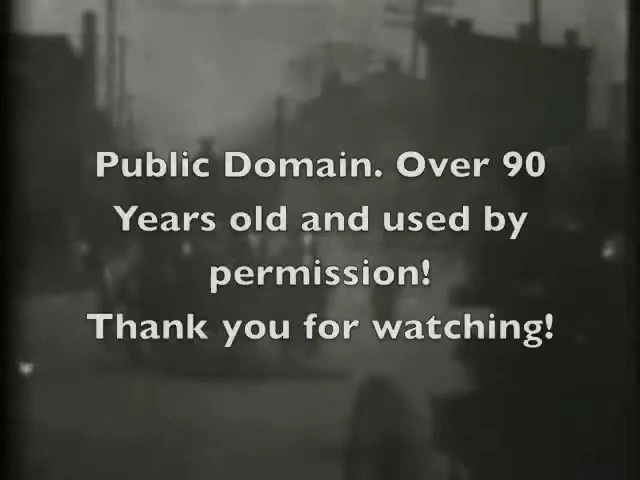 Public Domain. Over 90
Years old and used by
permission!
Thank you for watching!